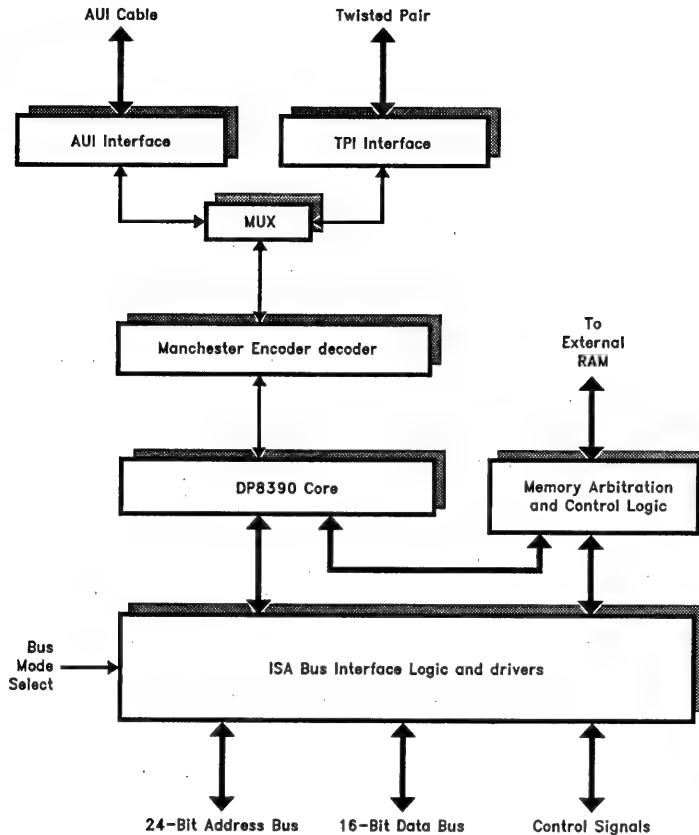 AUI Cable
Twisted Pair
AUI Interface
TPI Interface
MUX
Manchester Encoder decoder
To
External
RAM
DP8390 Core
Memory Arbitration
and Control Logic
Bus
Mode
Select
ISA Bus Interface Logic and drivers
24-Bit Address Bus
16-Bit Data Bus
Control Signals